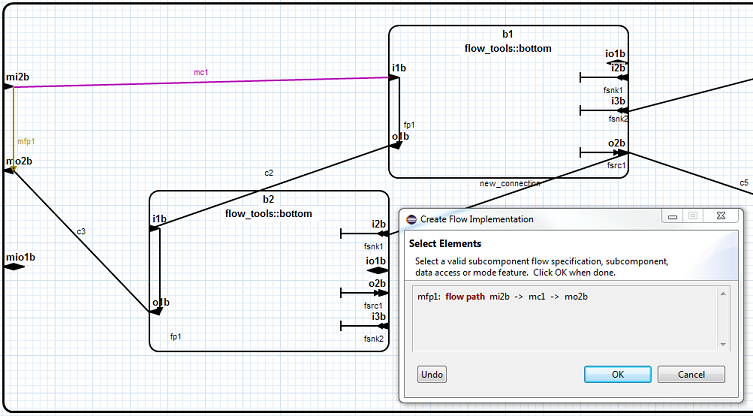 b1
flow_tools::bottom
io1b
i2b
fsnk1
i3b
fsnk2
o2b
fsrc1
i1b
fp1
o1b
mi2b
mc1
mfp1
mo2b
c2
new_connection
c5
b2
flow_tools::bottom
i1b
i2b
fsnk1
io1b
o2b
fsrc1
i3b
fsnk2
o1b
fp1
c3
mio1b
Create Flow Implementation
Select Elements
Select a valid subcomponent flow specification, subcomponent,
data access or mode feature. Click OK when done.
mfp1: flow path mi2b -> mc1 -> mo2b
Undo
OK
Cancel